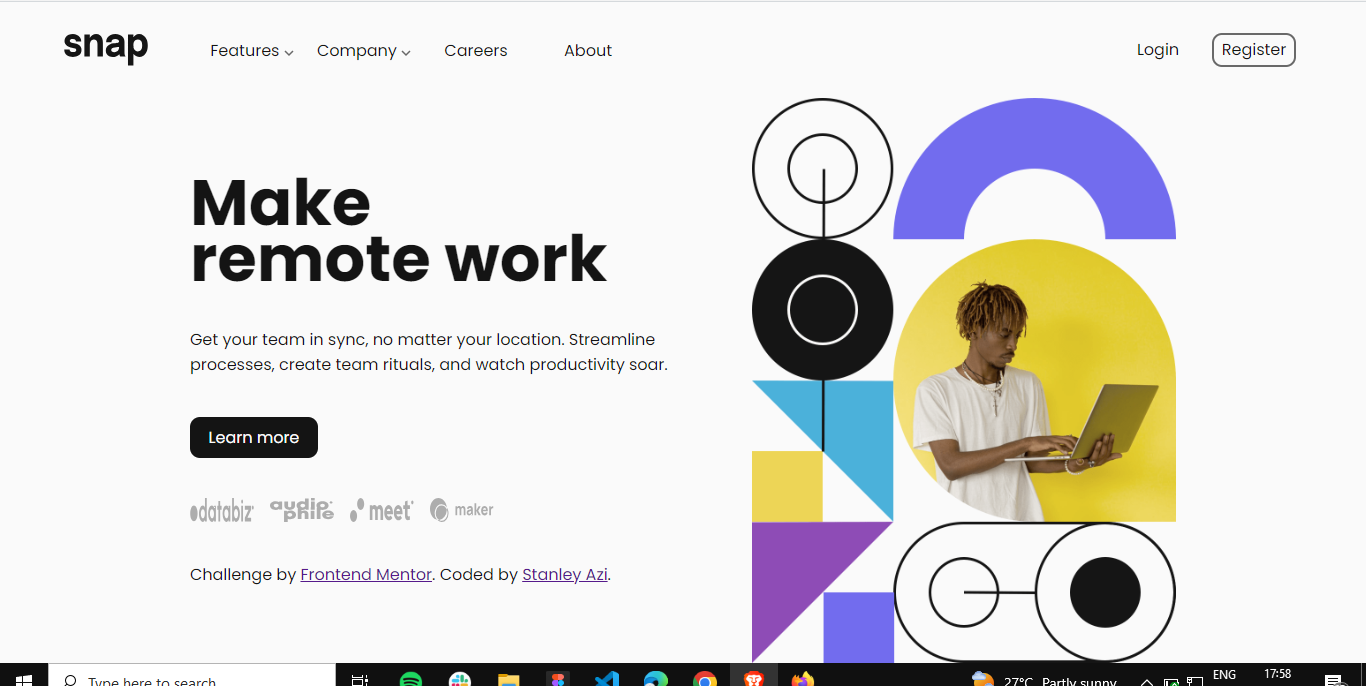 snap
Features
Company
Careers
About
Login
Register
Make
remote work
Get your team in sync, no matter your location. Streamline
processes, create team rituals, and watch productivity soar.
Learn more
databiz
audio
phile
meet
maker
Challenge by Frontend Mentor. Coded by Stanley Azi.
Type here to search
27°C Partly sunny
ENG
17:58